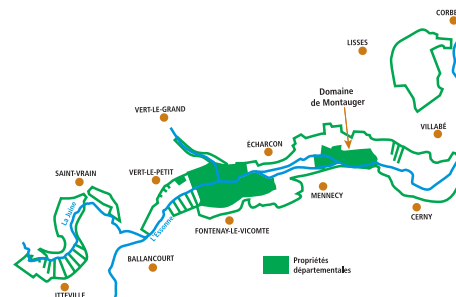 CORBE
LISSES
Domaine
de Montauger
VERT-LE-GRAND
VILLABÉ
ÉCHARCON
SAINT-VRAIN
VERT-LE-PETIT
MENNECY
La Juine
CERNY
L'Essonne
FONTENAY-LE-VICOMTE
BALLANCOURT
Propriétés
départementales
ITTEVILLE